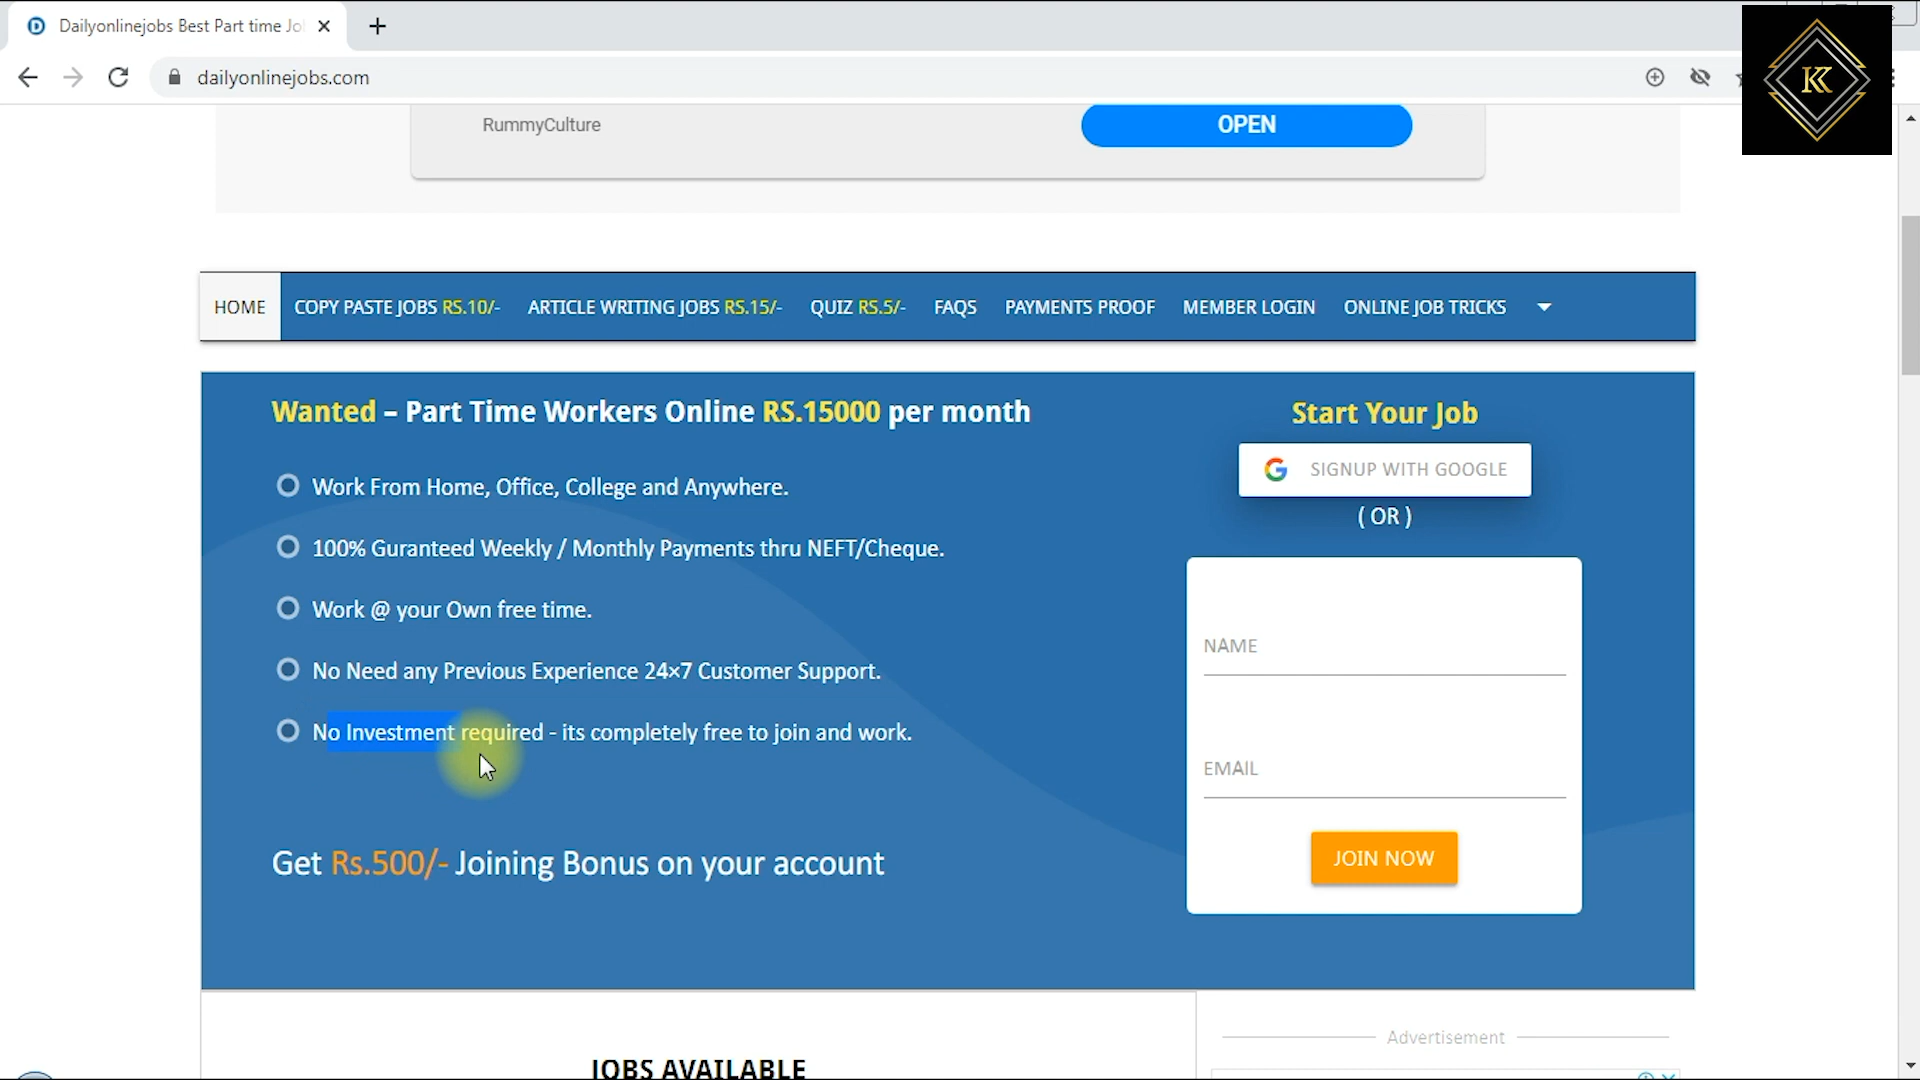 Dailyonlinejobs Best Part time Jo
dailyonlinejobs.com
RummyCulture
OPEN
HOME COPY PASTE JOBS RS.10/- ARTICLE WRITING JOBS RS.15/- QUIZ RS.5/- FAQS PAYMENTS PROOF MEMBER LOGIN ONLINE JOB TRICKS
Wanted – Part Time Workers Online RS.15000 per month
Work From Home, Office, College and Anywhere.
100% Guranteed Weekly / Monthly Payments thru NEFT/Cheque.
Work @ your Own free time.
No Need any Previous Experience 24×7 Customer Support.
No Investment required - its completely free to join and work.
Get Rs.500/- Joining Bonus on your account
Start Your Job
SIGNUP WITH GOOGLE
( OR )
NAME
EMAIL
JOIN NOW
JOBS AVAILABLE
Advertisement